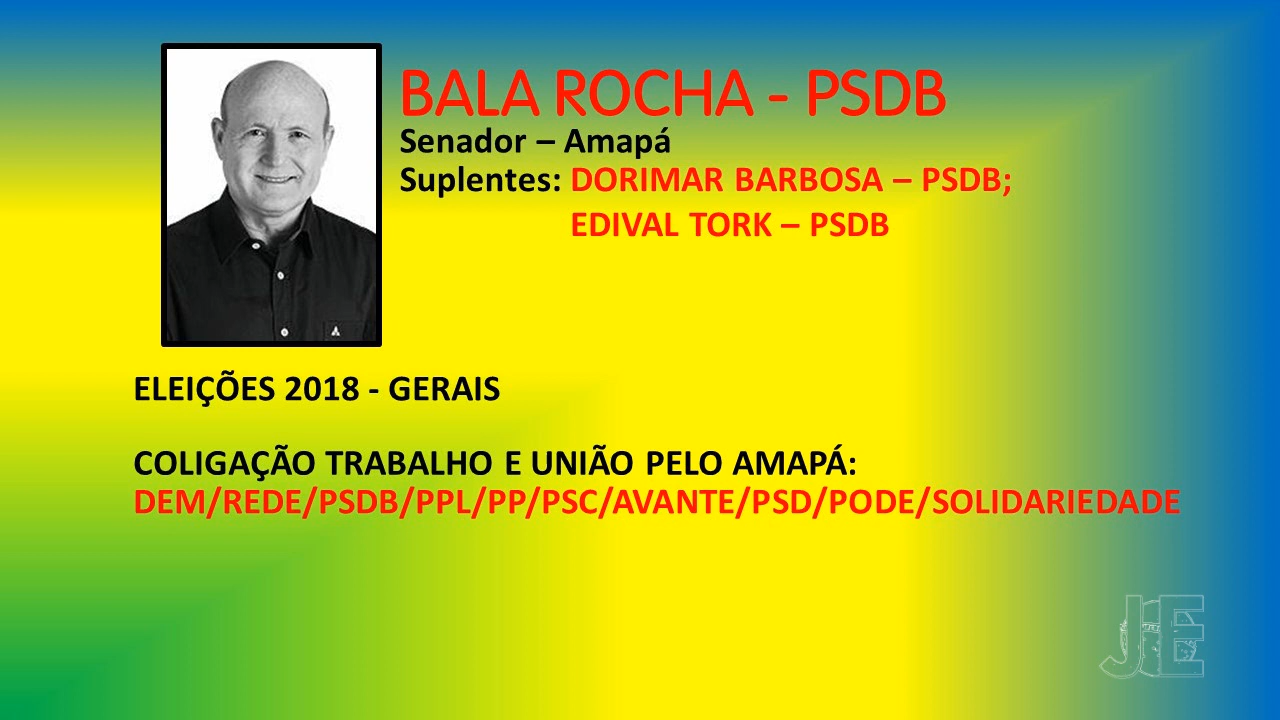 BALA ROCHA - PSDB
Senador – Amapá
Suplentes: DORIMAR BARBOSA – PSDB;
EDIVAL TORK – PSDB
ELEIÇÕES 2018 - GERAIS
COLIGAÇÃO TRABALHO E UNIÃO PELO AMAPÁ:
DEM/REDE/PSDB/PPL/PP/PSC/AVANTE/PSD/PODE/SOLIDARIEDADE
JE